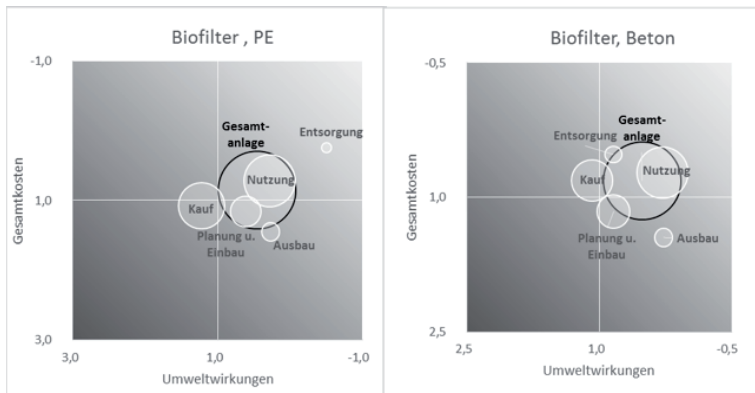 Biofilter , PE
-1,0
Gesamt-
anlage
Entsorgung
Nutzung
Gesamtkosten
1,0
Kauf
Planung u.
Einbau
Ausbau
3,0
3,0
1,0
-1,0
Umweltwirkungen
Biofilter, Beton
-0,5
Gesamt-
anlage
Entsorgung
Nutzung
Kauf
Gesamtkosten
1,0
Planung u.
Einbau
Ausbau
2,5
2,5
1,0
-0,5
Umweltwirkungen